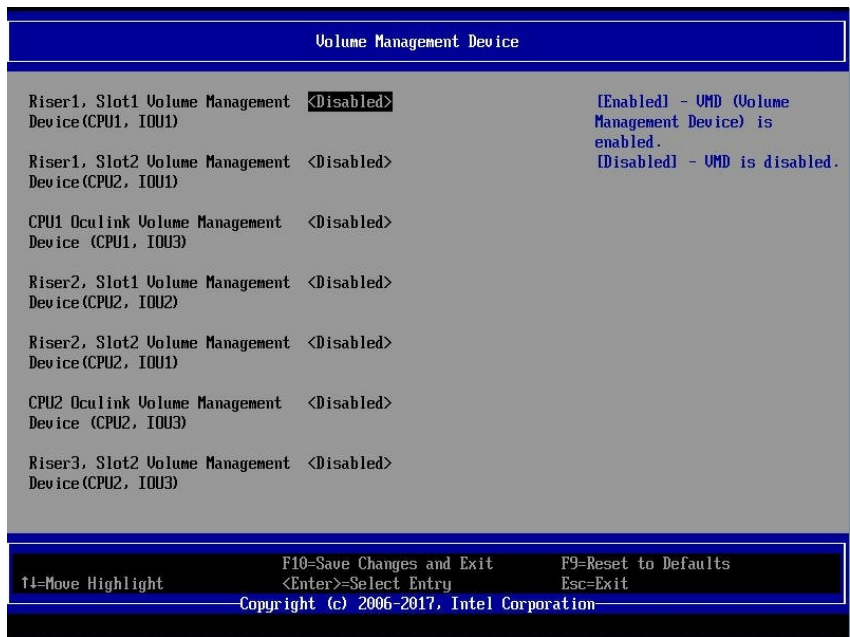 Volume Management Device
Riser1, Slot1 Volume Management <Disabled>
Device(CPU1, IOU1)
Riser1, Slot2 Volume Management <Disabled>
Device(CPU2, IOU1)
CPU1 Oculink Volume Management <Disabled>
Device (CPU1, IOU3)
Riser2, Slot1 Volume Management <Disabled>
Device(CPU2, IOU2)
Riser2, Slot2 Volume Management <Disabled>
Device(CPU2, IOU1)
CPU2 Oculink Volume Management <Disabled>
Device (CPU2, IOU3)
Riser3, Slot2 Volume Management <Disabled>
Device(CPU2, IOU3)
[Enabled] - VMD (Volume
Management Device) is
enabled.
[Disabled] - VMD is disabled.
F10=Save Changes and Exit F9=Reset to Defaults
↑↓=Move Highlight <Enter>=Select Entry Esc=Exit
Copyright (c) 2006-2017, Intel Corporation